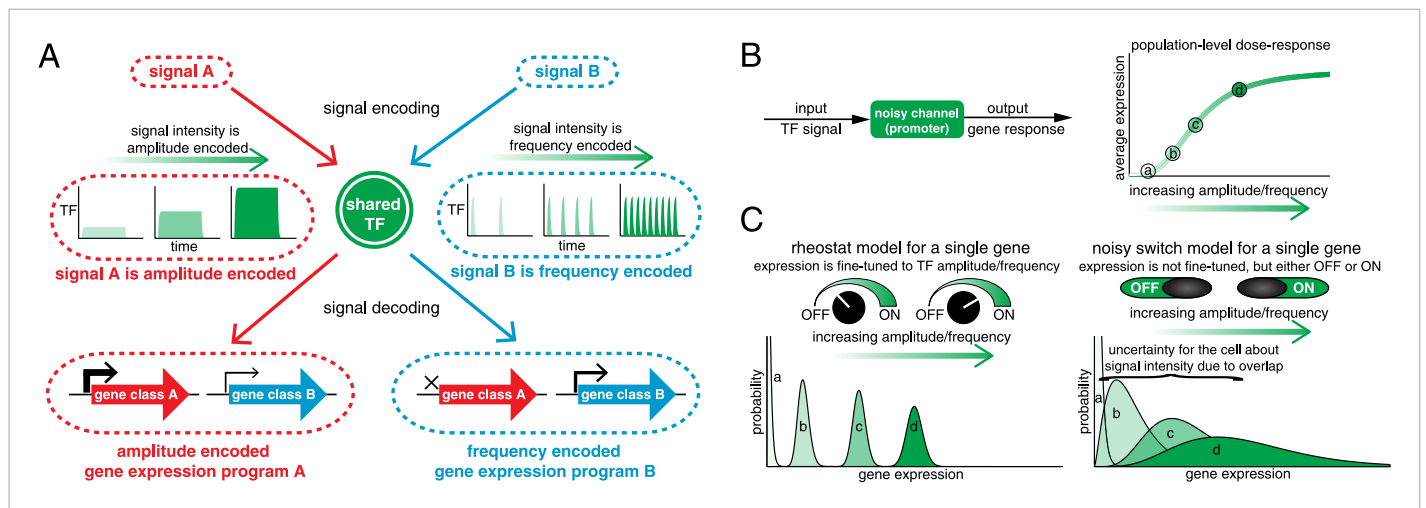 A
signal A
signal B
signal encoding
signal intensity is
amplitude encoded
signal intensity is
frequency encoded
TF
time
shared
TF
TF
time
signal A is amplitude encoded
signal B is frequency encoded
signal decoding
gene class A
gene class B
gene class A
gene class B
amplitude encoded
gene expression program A
frequency encoded
gene expression program B
B
input
TF signal
noisy channel
(promoter)
output
gene response
population-level dose-response
average expression
a
b
c
d
increasing amplitude/frequency
C
rheostat model for a single gene
expression is fine-tuned to TF amplitude/frequency
OFF
ON
OFF
ON
increasing amplitude/frequency
probability
a
b
c
d
gene expression
noisy switch model for a single gene
expression is not fine-tuned, but either OFF or ON
OFF
ON
increasing amplitude/frequency
uncertainty for the cell about
signal intensity due to overlap
probability
a
b
c
d
gene expression